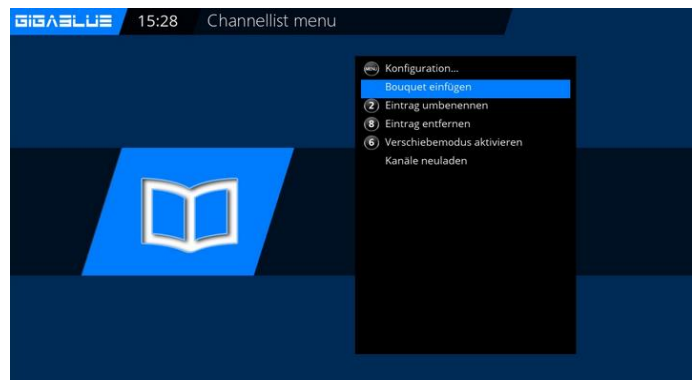 GIGABLUE 15:28 Channellist menu
MENU Konfiguration...
Bouquet einfügen
2 Eintrag umbenennen
8 Eintrag entfernen
6 Verschiebemodus aktivieren
Kanäle neuladen